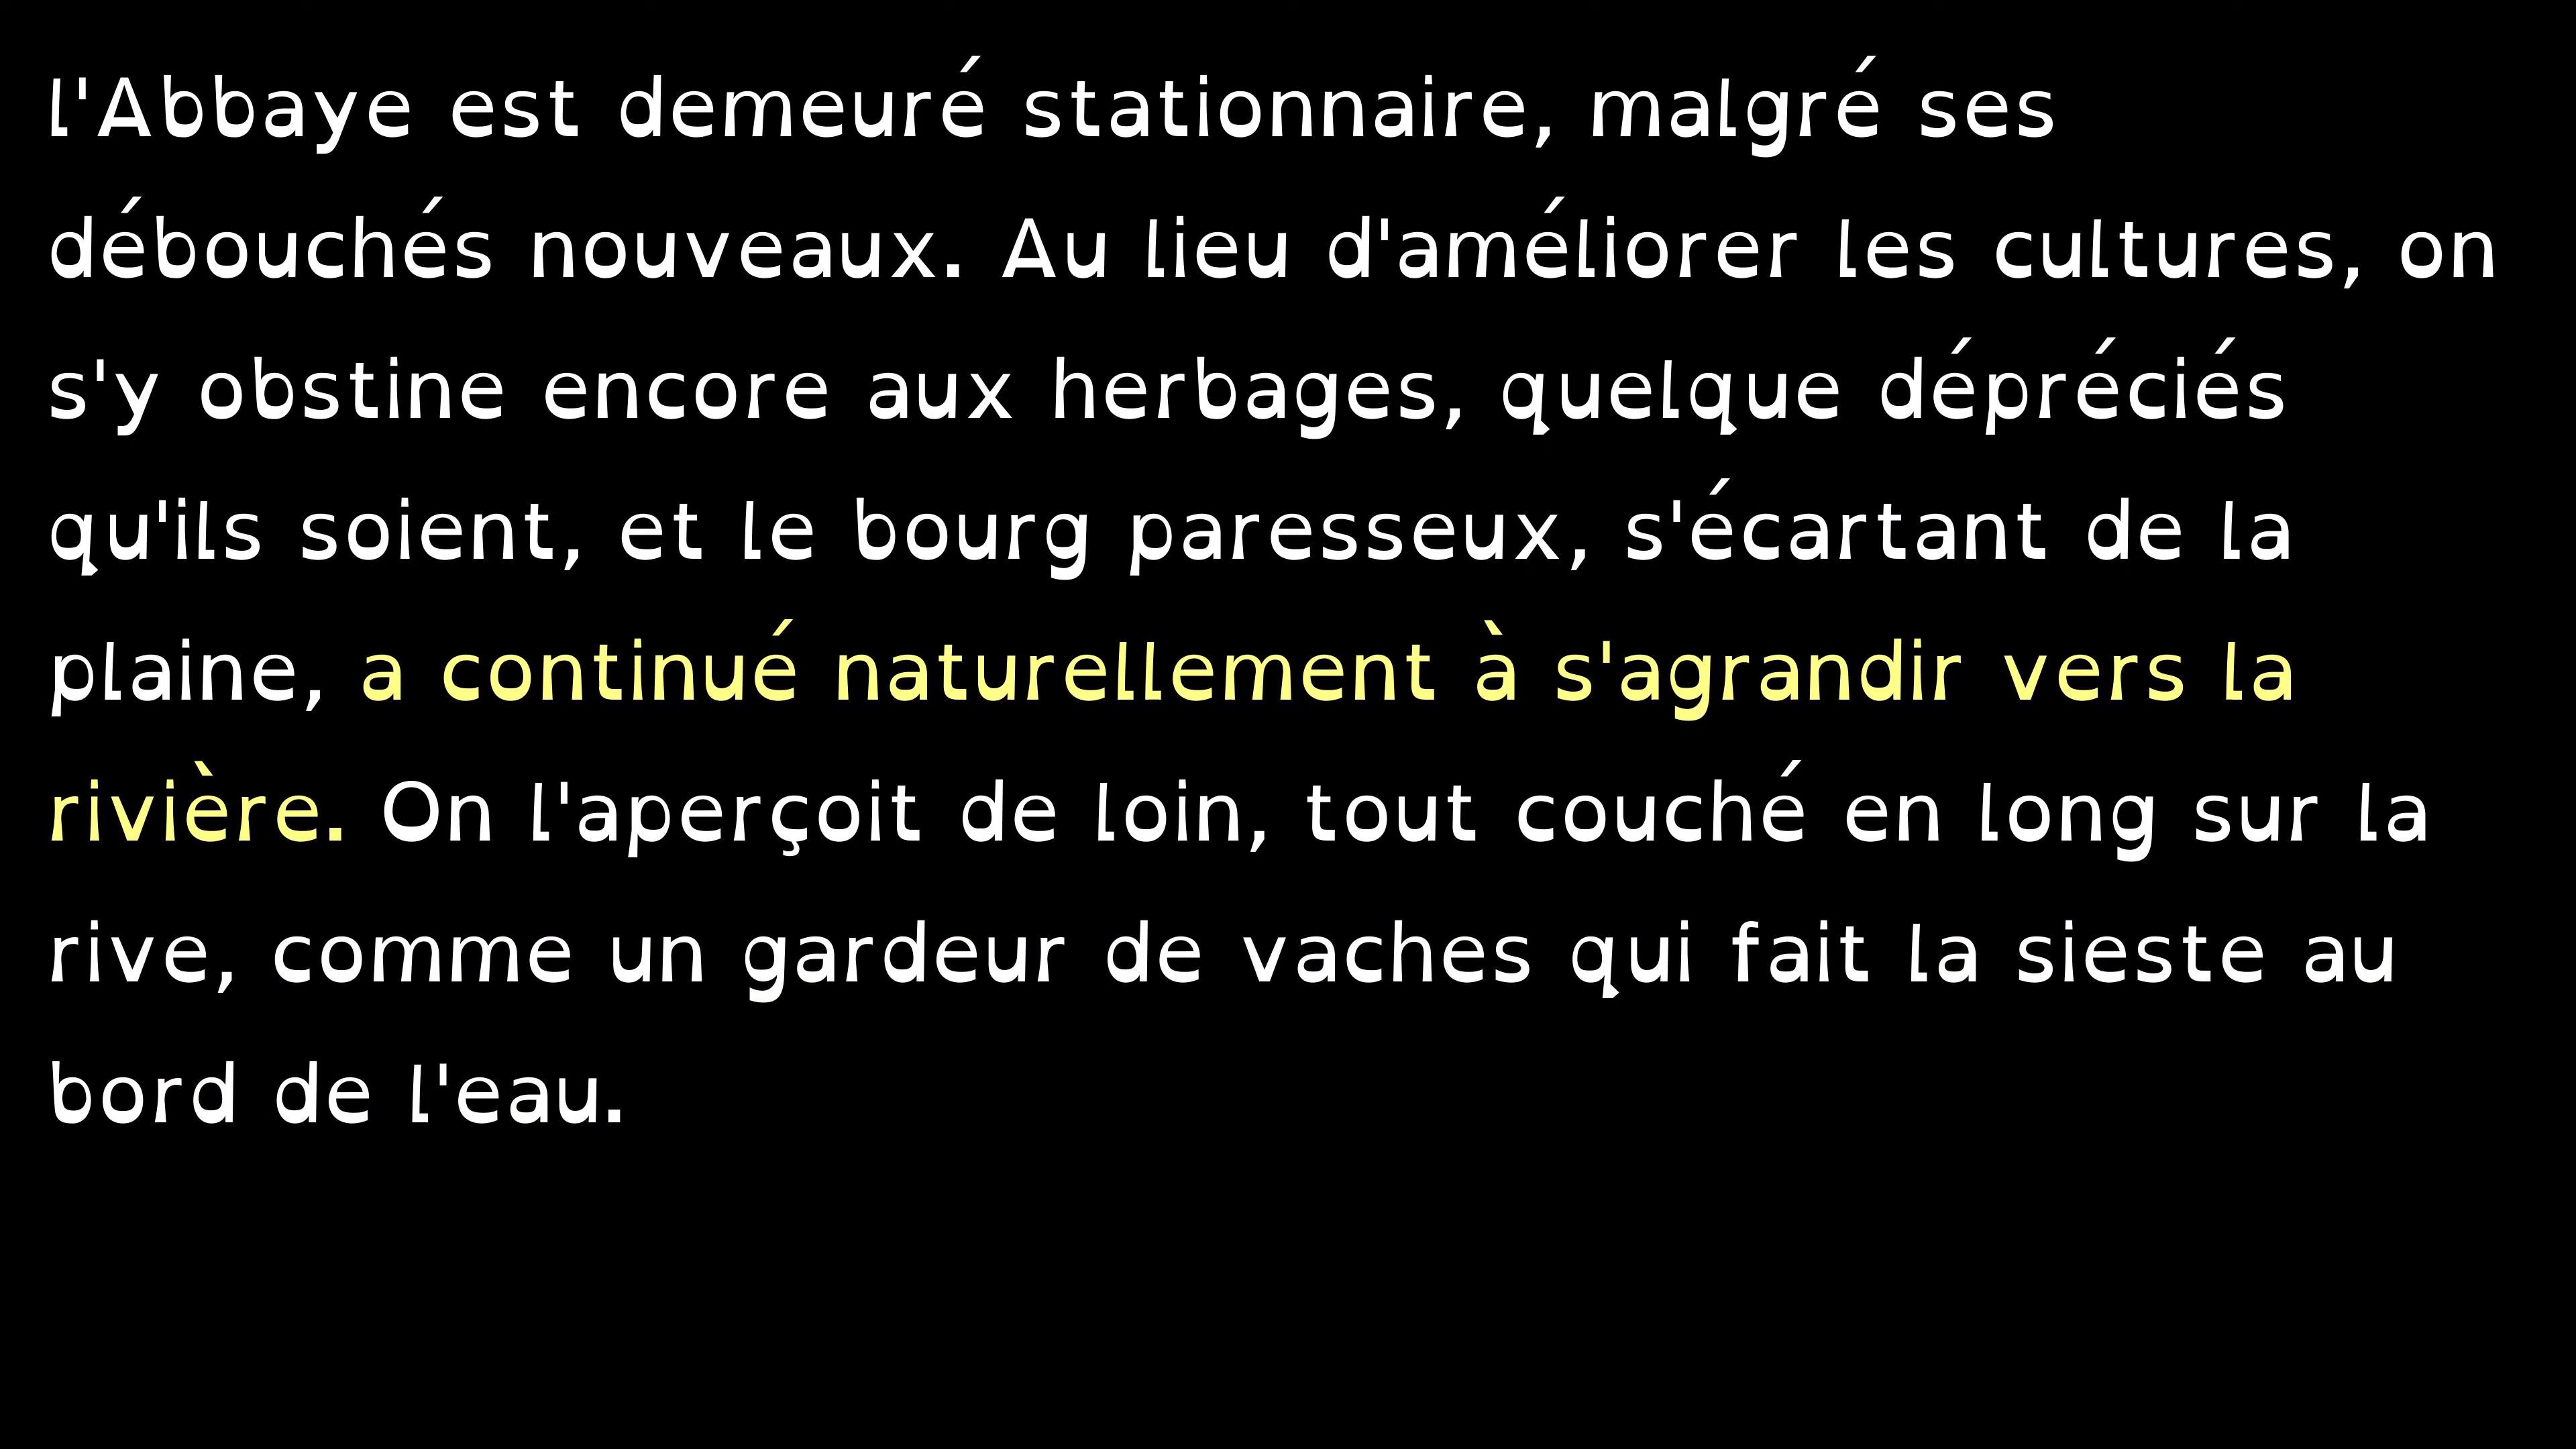 l'Abbaye est demeuré stationnaire, malgré ses
débouchés nouveaux. Au lieu d'améliorer les cultures, on
s'y obstine encore aux herbages, quelque dépréciés
qu'ils soient, et le bourg paresseux, s'écartant de la
plaine, a continué naturellement à s'agrandir vers la
rivière. On l'aperçoit de loin, tout couché en long sur la
rive, comme un gardeur de vaches qui fait la sieste au
bord de l'eau.